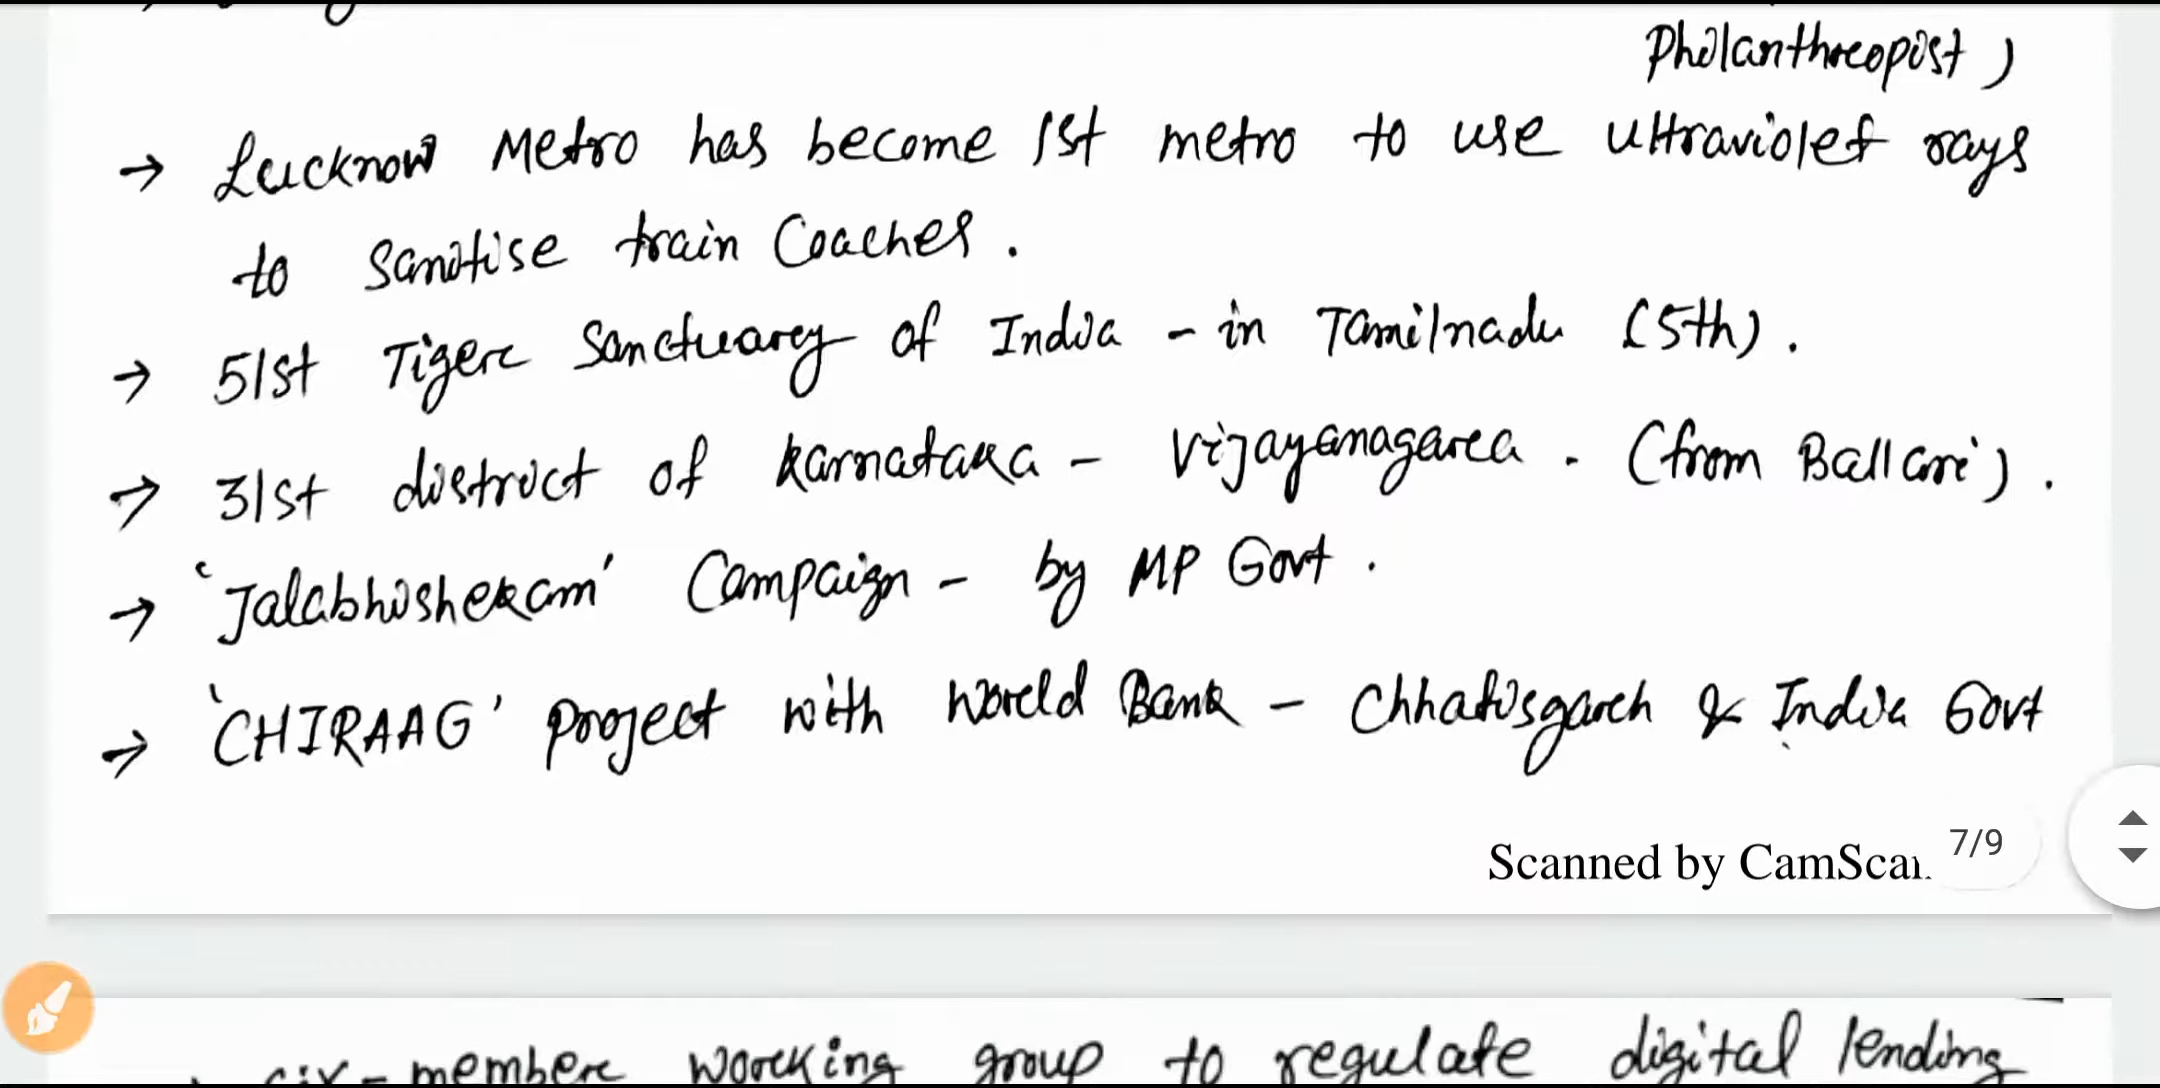 Philanthropist)
→ Lucknow Metro has become 1st metro to use ultraviolet rays
to Sanitise train Coaches.
→ 51st Tiger Sanctuary of India - in Tamilnadu (5th).
→ 31st district of Karnataka - Vijayanagara. (from Ballari).
→ 'Jalabhishekam' Campaign - by MP Govt.
→ 'CHIRAAG' Project with World Bank - Chhatisgarh & India Govt
7/9
Scanned by CamScan
six-member working group to regulate digital lending